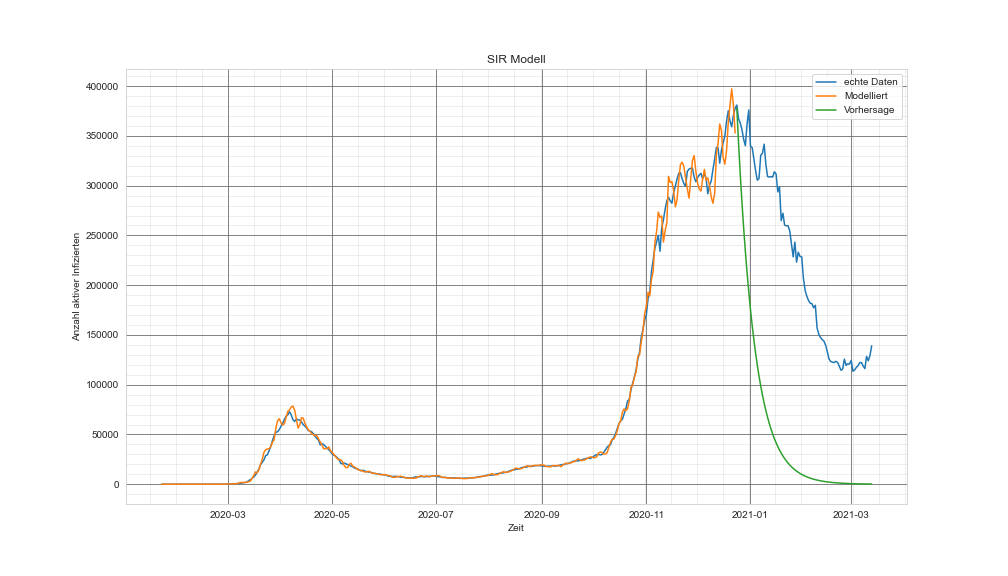 SIR Modell
echte Daten
Modelliert
Vorhersage
Anzahl aktiver Infizierten
400000
350000
300000
250000
200000
150000
100000
50000
0
2020-03 2020-05 2020-07 2020-09 2020-11 2021-01 2021-03
Zeit